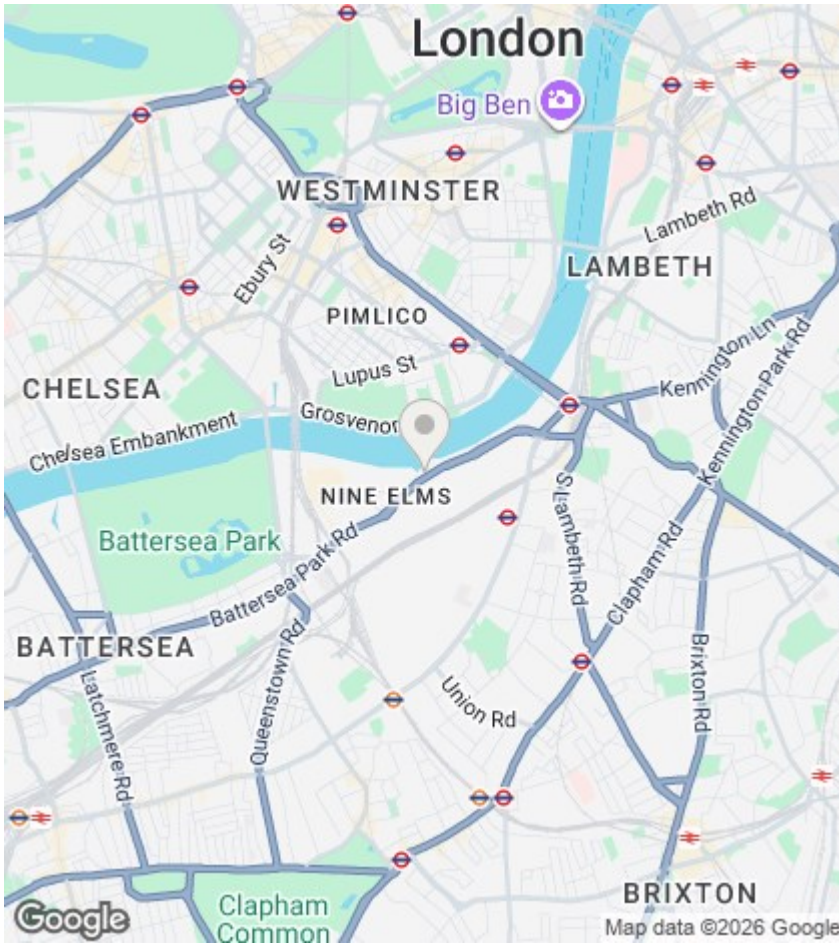 London
Big Ben
WESTMINSTER
Lambeth Rd
LAMBETH
Ebury St
PIMLICO
Kennington Ln
Kennington Park Rd
Lupus St
CHELSEA
Grosveno
Chelsea Embankment
NINE ELMS
S Lambeth Rd
Clapham Rd
Battersea Park
Battersea Park Rd
BATTERSEA
Brixton Rd
Queenstown Rd
Latchmere Rd
Union Rd
BRIXTON
Clapham
Common
Google
Map data ©2026 Google